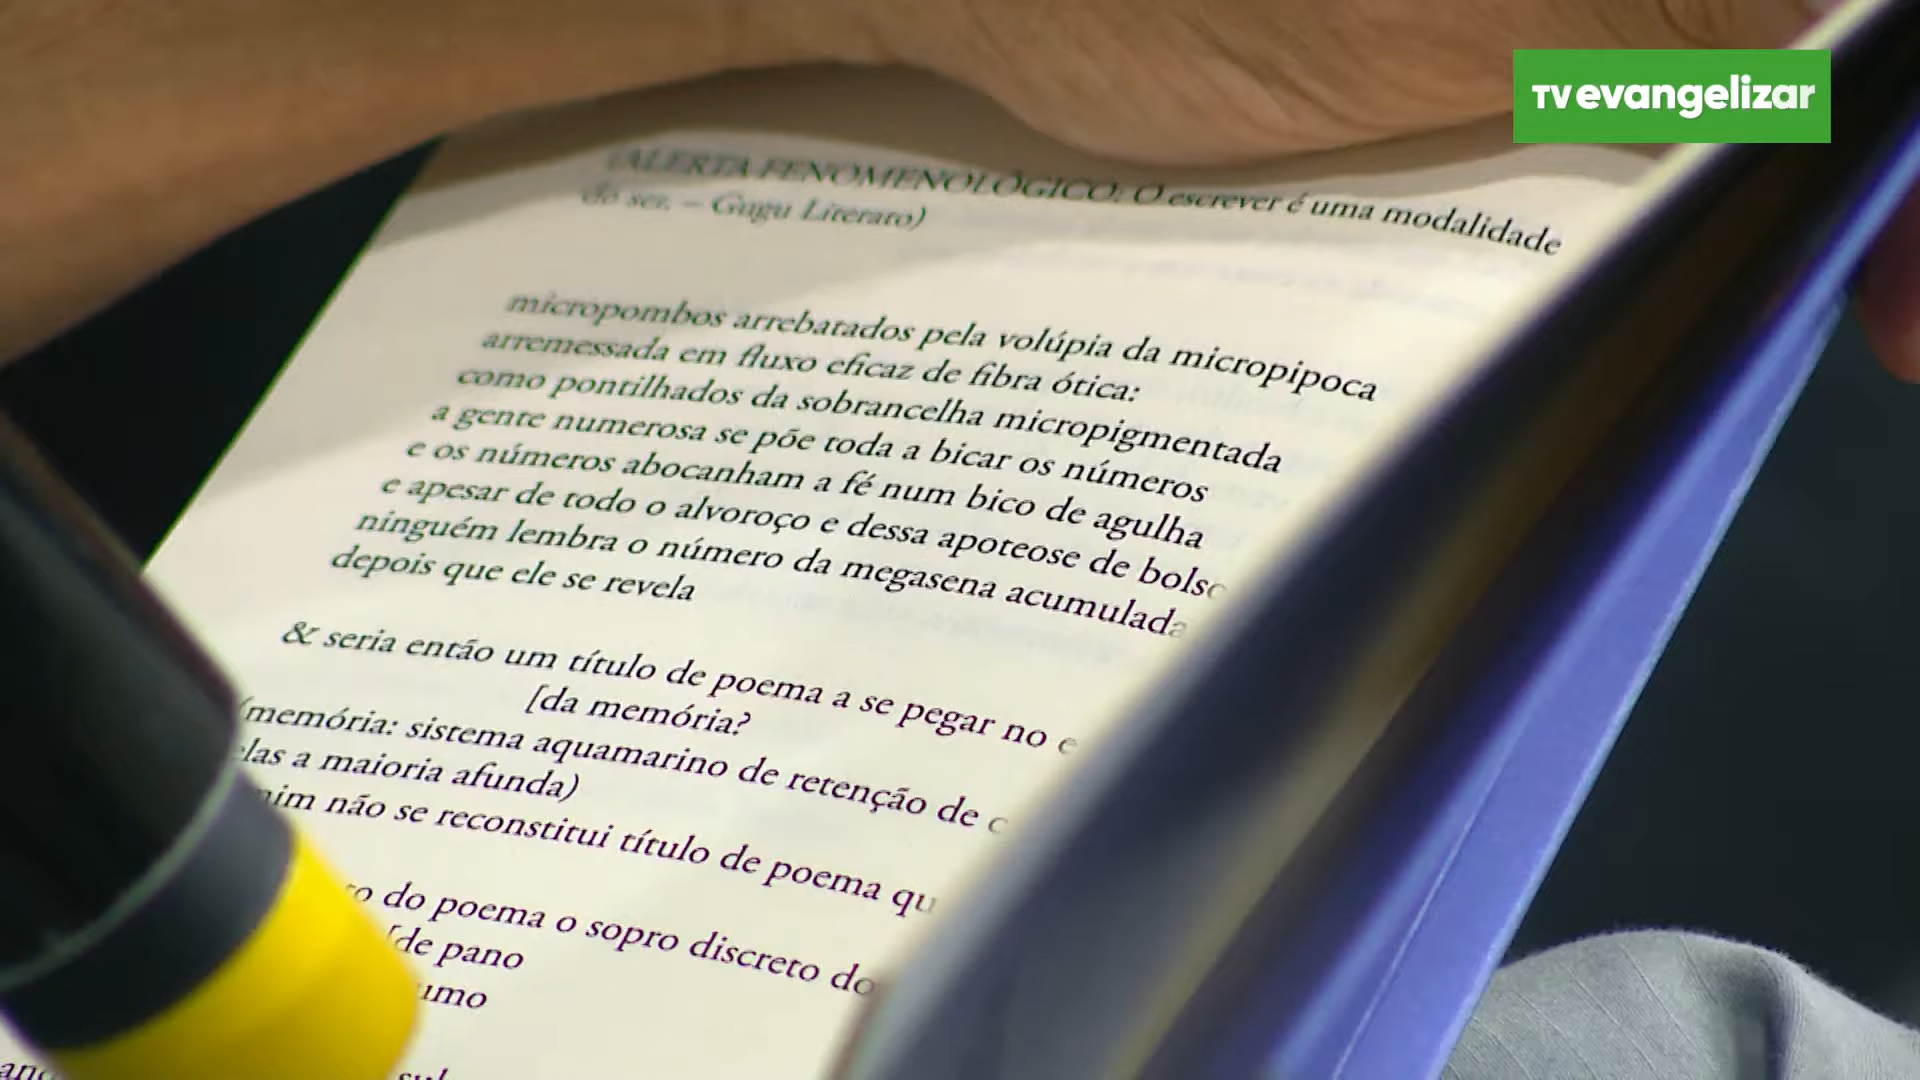 TV evangelizar
(ALERTA FENOMENOLÓGICO: O escrever é uma modalidade
do ser. – Gugu Literato)
micropombos arrebatados pela volúpia da micropipoca
arremessada em fluxo eficaz de fibra ótica:
como pontilhados da sobrancelha micropigmentada
a gente numerosa se põe toda a bicar os números
e os números abocanham a fé num bico de agulha
e apesar de todo o alvoroço e dessa apoteose de
ninguém lembra o número da megasena acumulada
depois que ele se revela
& seria então um título de poema a se pegar no
[da memória?
(memória: sistema aquamarino de retenção de
a maioria afunda)
não se reconstitui título de poema
do poema o sopro discreto do
[de pano